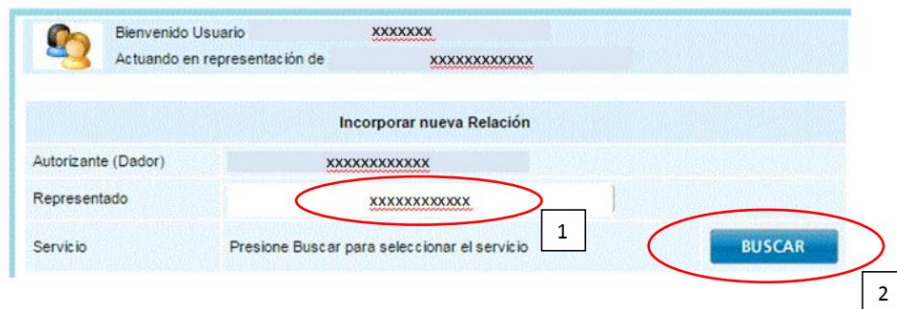 Bienvenido Usuario xxxxxxx
Actuando en representación de xxxxxxxxxxxx
Incorporar nueva Relación
Autorizante (Dador) xxxxxxxxxxxx
Representado xxxxxxxxxxxx
1
Servicio Presione Buscar para seleccionar el servicio BUSCAR
2